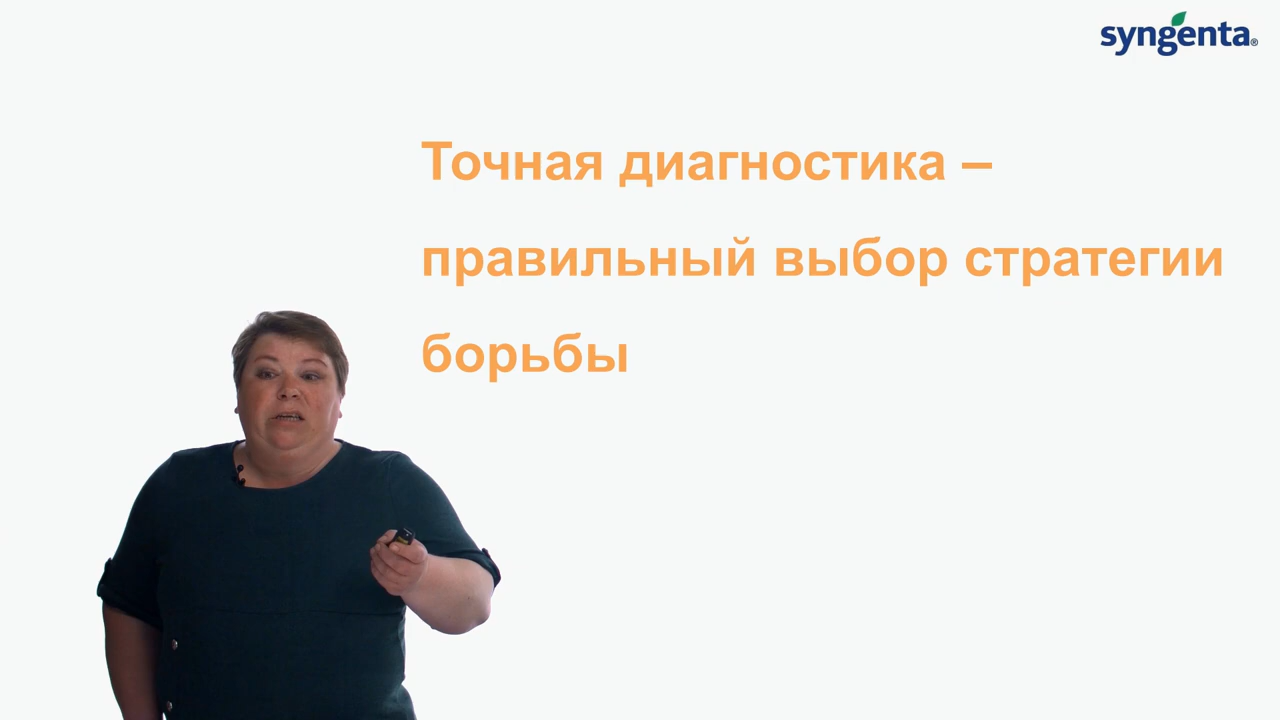 syngenta®
Точная диагностика –
правильный выбор стратегии
борьбы